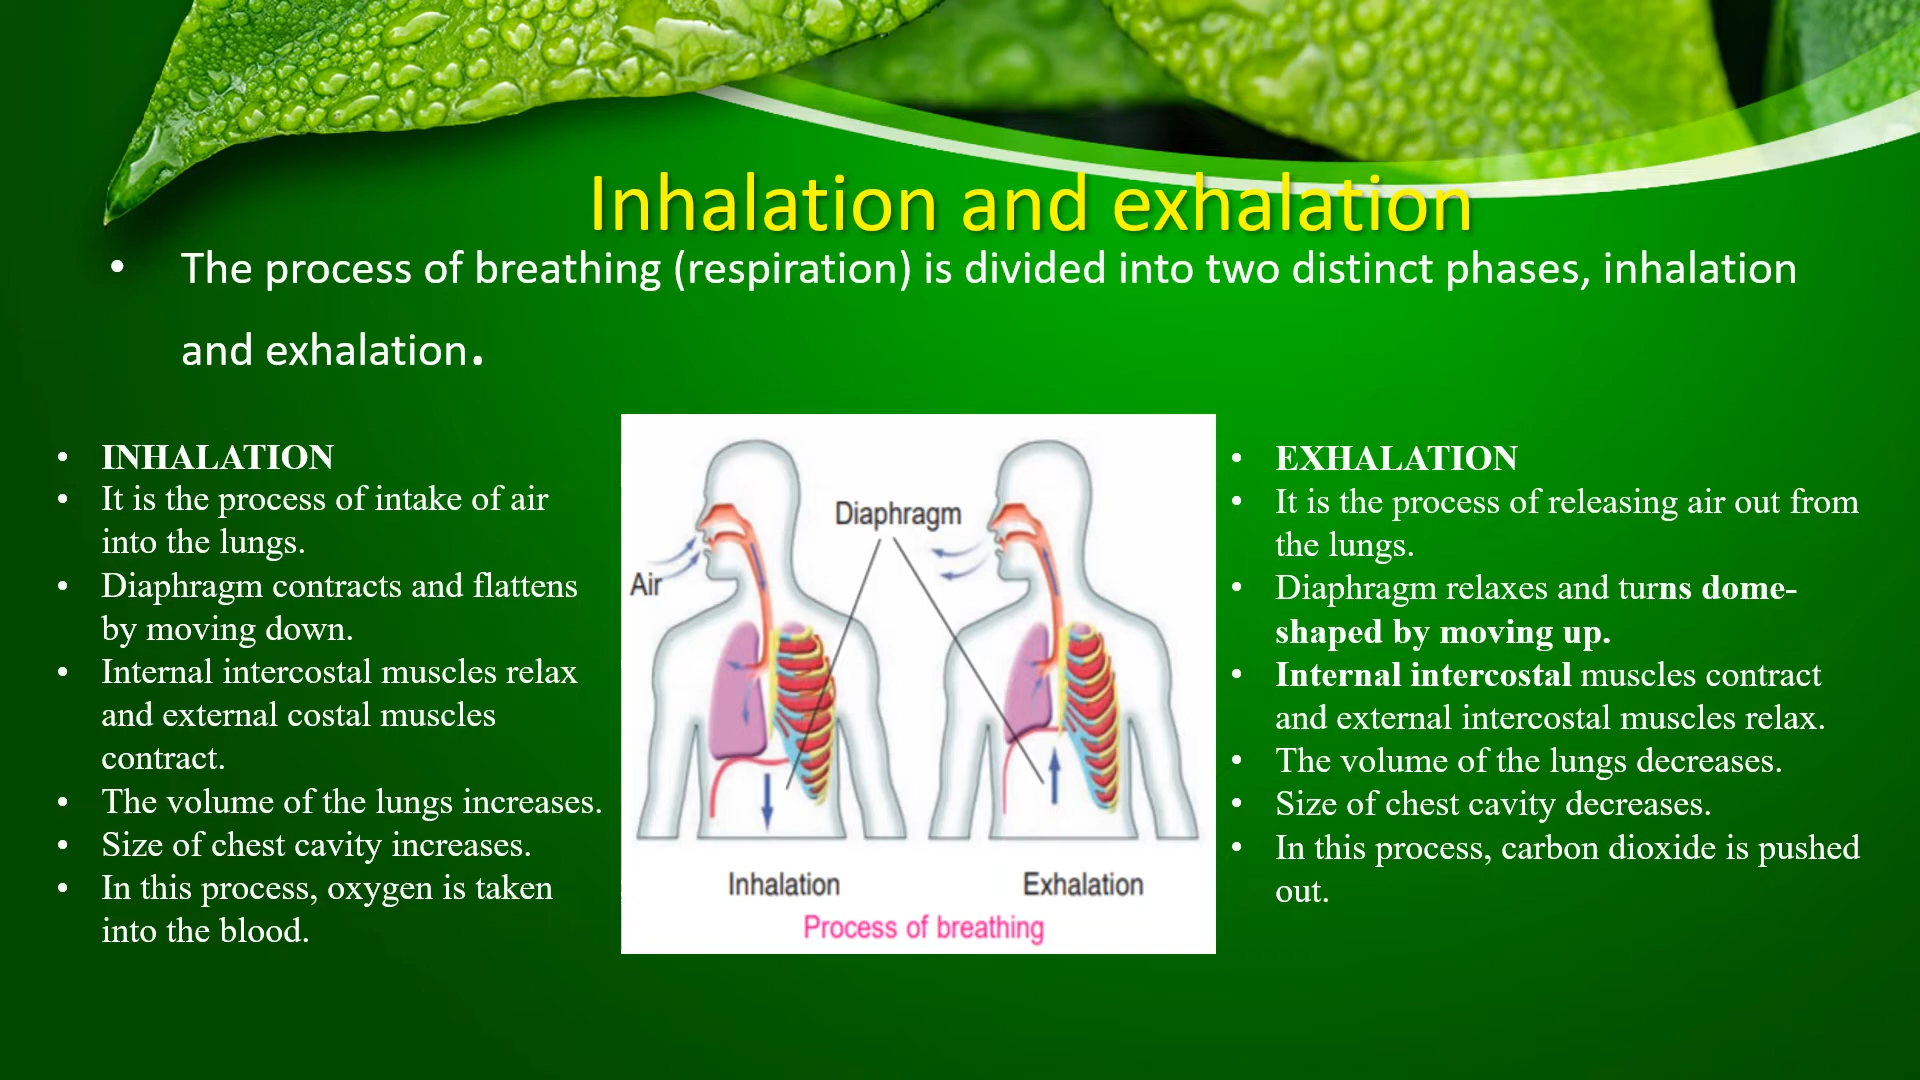 Inhalation and exhalation
• The process of breathing (respiration) is divided into two distinct phases, inhalation
and exhalation.
• INHALATION
• It is the process of intake of air
into the lungs.
• Diaphragm contracts and flattens
by moving down.
• Internal intercostal muscles relax
and external costal muscles
contract.
• The volume of the lungs increases.
• Size of chest cavity increases.
• In this process, oxygen is taken
into the blood.
Diaphragm
Air
Inhalation
Exhalation
Process of breathing
• EXHALATION
• It is the process of releasing air out from
the lungs.
• Diaphragm relaxes and turns dome-
shaped by moving up.
• Internal intercostal muscles contract
and external intercostal muscles relax.
• The volume of the lungs decreases.
• Size of chest cavity decreases.
• In this process, carbon dioxide is pushed
out.